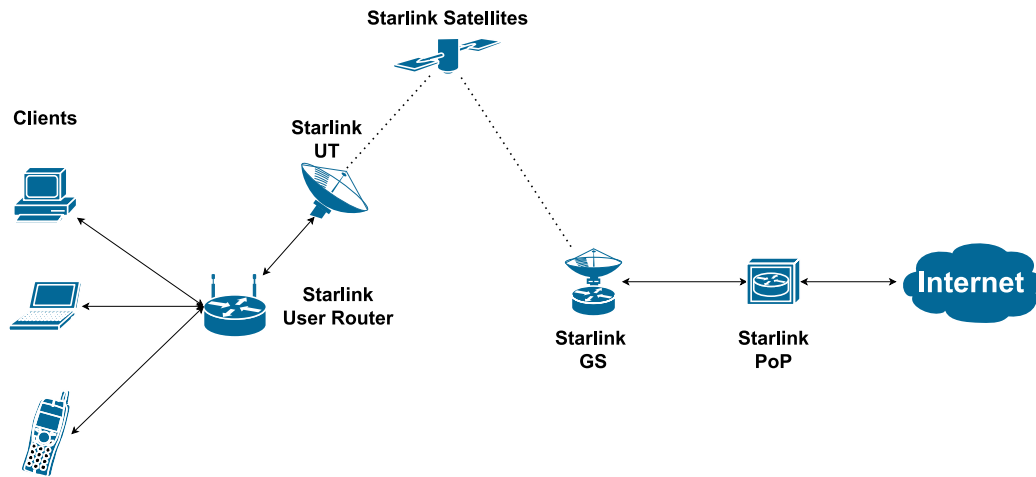 Starlink Satellites
Clients
Starlink
UT
Starlink
User Router
Starlink
GS
Starlink
PoP
Internet